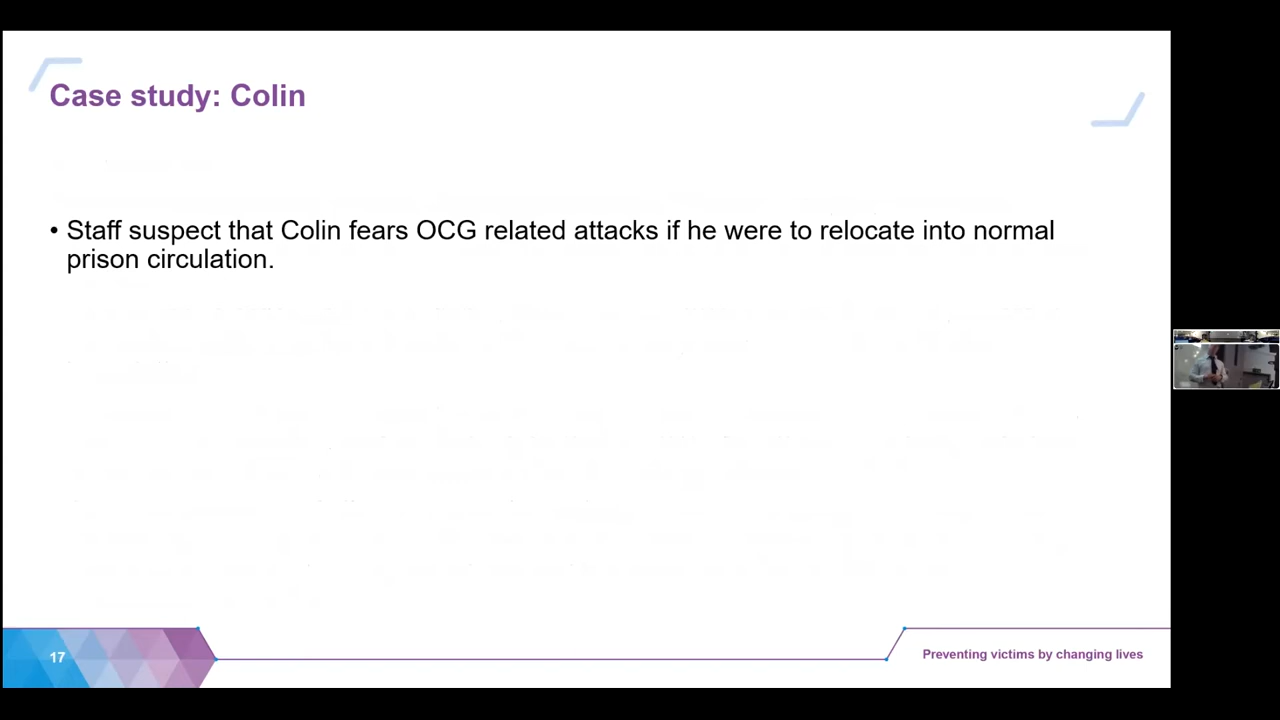 Case study: Colin
• Staff suspect that Colin fears OCG related attacks if he were to relocate into normal
prison circulation.
17
Preventing victims by changing lives